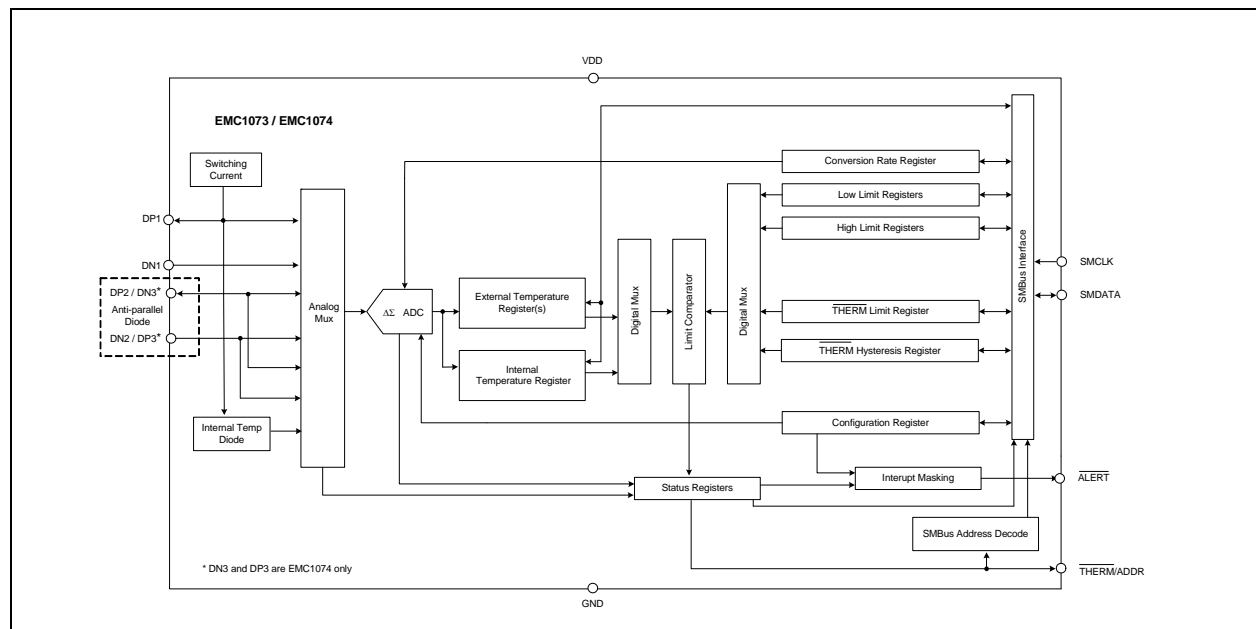 VDD
EMC1073 / EMC1074
Switching
Current
DP1
DN1
DP2 / DN3*
Anti-parallel
Diode
DN2 / DP3*
Internal Temp
Diode
Analog
Mux
ΔΣ ADC
External Temperature
Register(s)
Internal
Temperature Register
Digital Mux
Limit Comparator
Digital Mux
Conversion Rate Register
Low Limit Registers
High Limit Registers
THERM Limit Register
THERM Hysteresis Register
Configuration Register
Status Registers
Interupt Masking
SMBus Address Decode
SMBus Interface
SMCLK
SMDATA
ALERT
THERM/ADDR
* DN3 and DP3 are EMC1074 only
GND